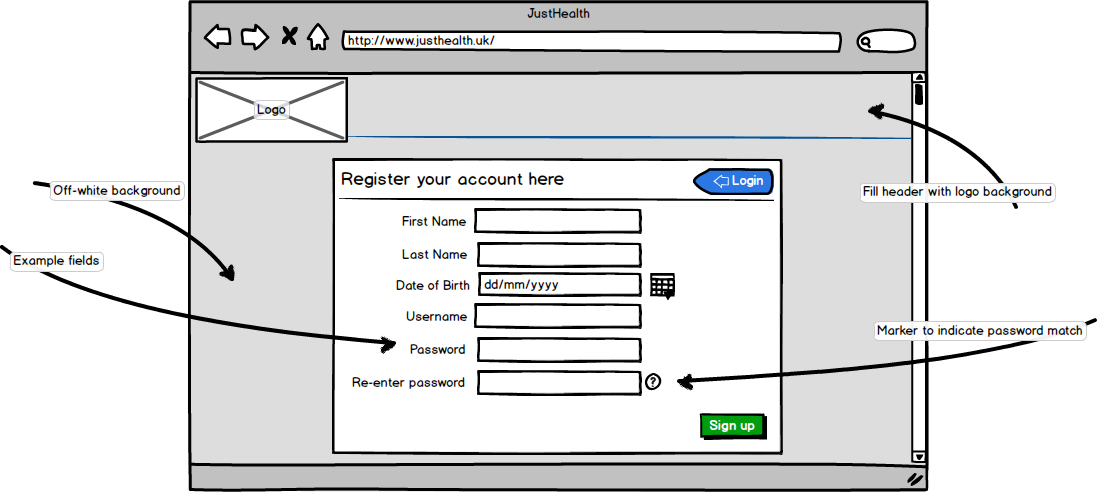 JustHealth
http://www.justhealth.uk/
Logo
Fill header with logo background
Off-white background
Register your account here
Login
First Name
Last Name
Example fields
Date of Birth
dd/mm/yyyy
Username
Marker to indicate password match
Password
Re-enter password
?
Sign up